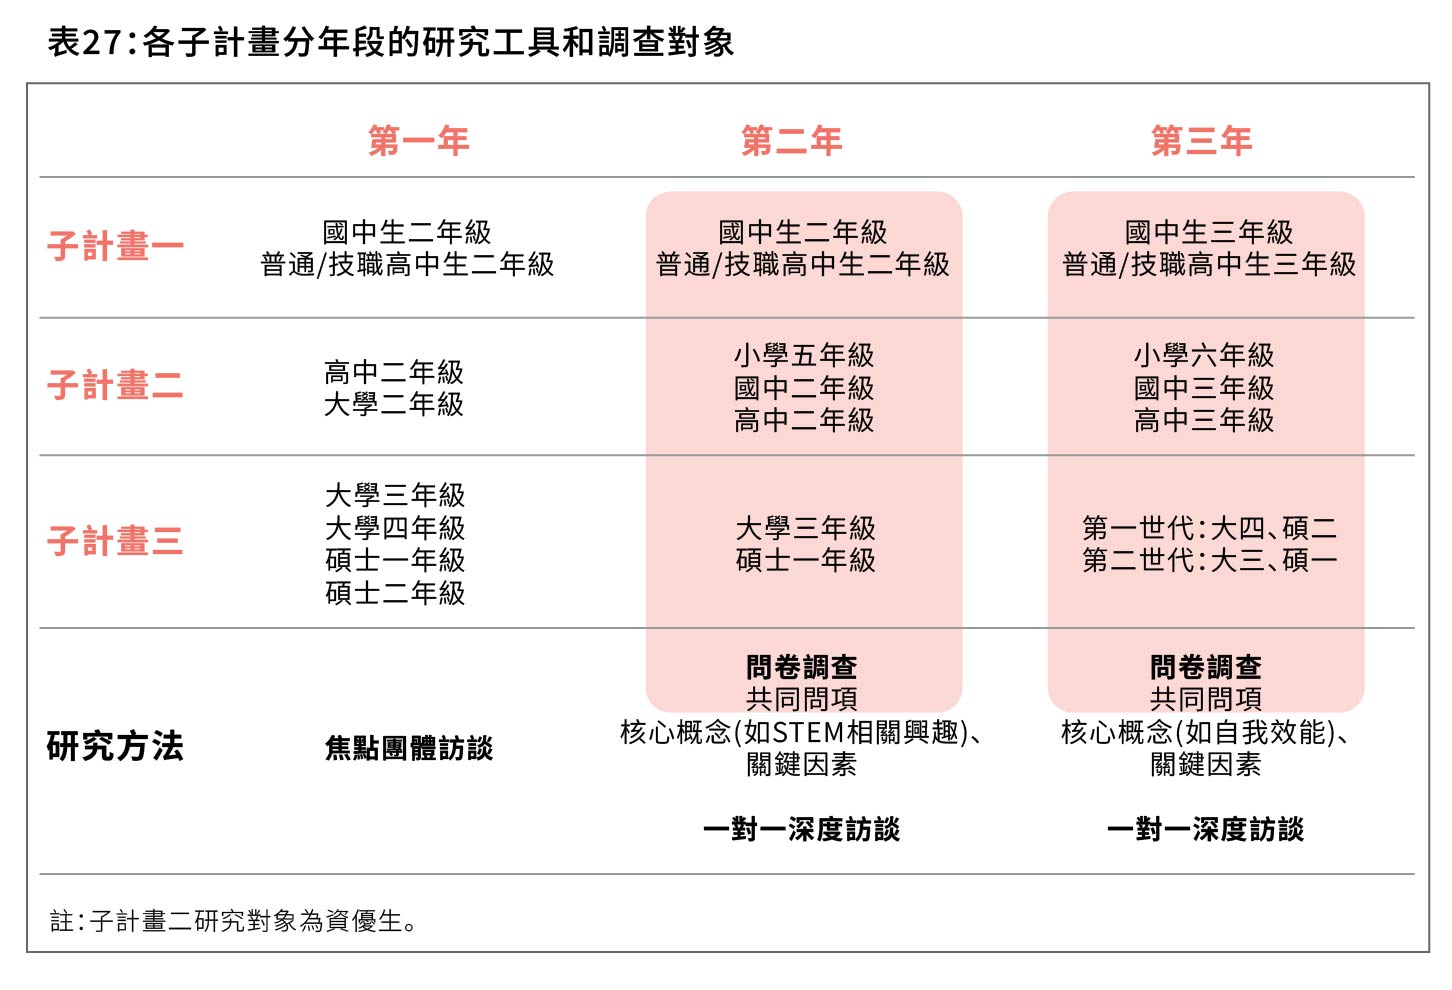 表27：各子計畫分年段的研究工具和調查對象
第一年
第二年
第三年
子計畫一
國中生二年級
普通/技職高中生二年級
國中生二年級
普通/技職高中生二年級
國中生三年級
普通/技職高中生三年級
子計畫二
高中二年級
大學二年級
小學五年級
國中二年級
高中二年級
小學六年級
國中三年級
高中三年級
子計畫三
大學三年級
大學四年級
碩士一年級
碩士二年級
大學三年級
碩士一年級
第一世代：大四、碩二
第二世代：大三、碩一
研究方法
焦點團體訪談
問卷調查
共同問項
核心概念(如STEM相關興趣)、
關鍵因素
一對一深度訪談
問卷調查
共同問項
核心概念(如自我效能)、
關鍵因素
一對一深度訪談
註：子計畫二研究對象為資優生。